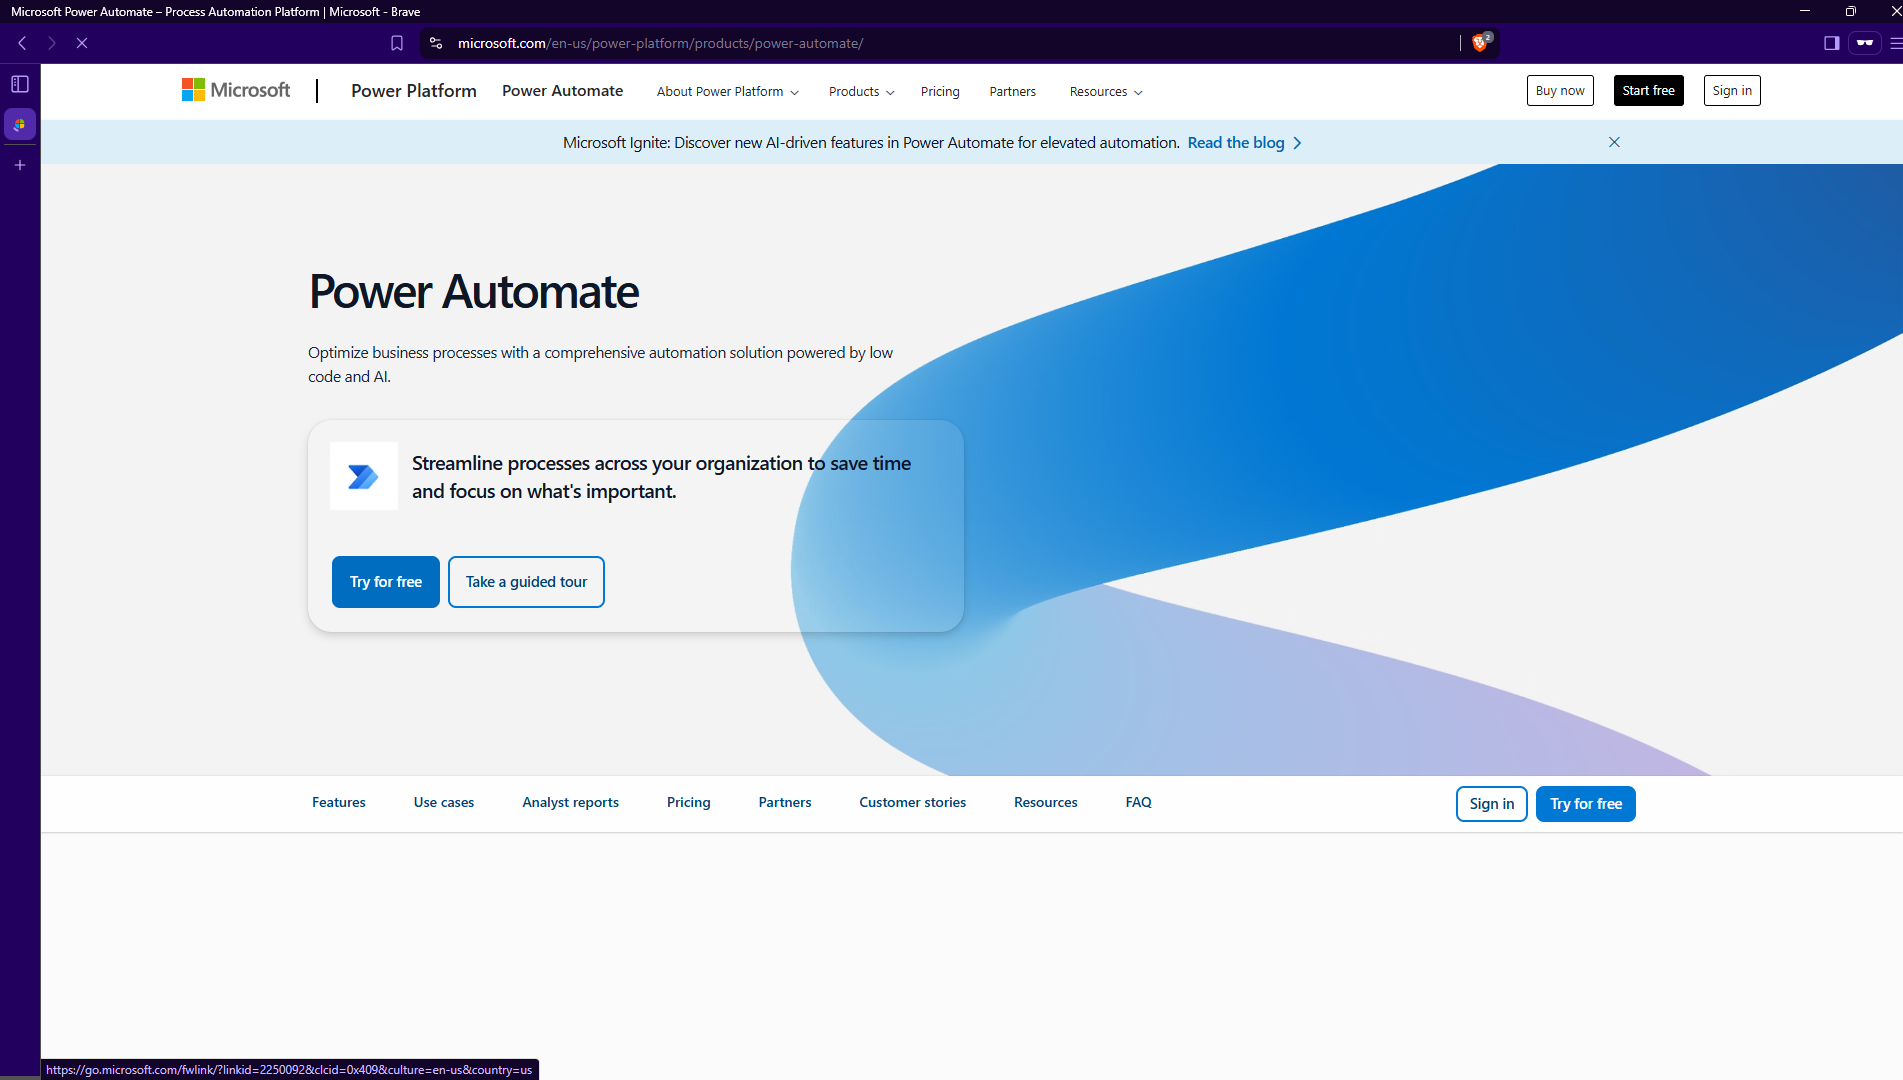 Microsoft Power Automate – Process Automation Platform | Microsoft - Brave
microsoft.com/en-us/power-platform/products/power-automate/
2
Microsoft
Power Platform
Power Automate
About Power Platform
Products
Pricing
Partners
Resources
Buy now
Start free
Sign in
Microsoft Ignite: Discover new AI-driven features in Power Automate for elevated automation. Read the blog
Power Automate
Optimize business processes with a comprehensive automation solution powered by low
code and AI.
Streamline processes across your organization to save time
and focus on what's important.
Try for free
Take a guided tour
Features
Use cases
Analyst reports
Pricing
Partners
Customer stories
Resources
FAQ
Sign in
Try for free
https://go.microsoft.com/fwlink/?linkid=2250092&clcid=0x409&culture=en-us&country=us